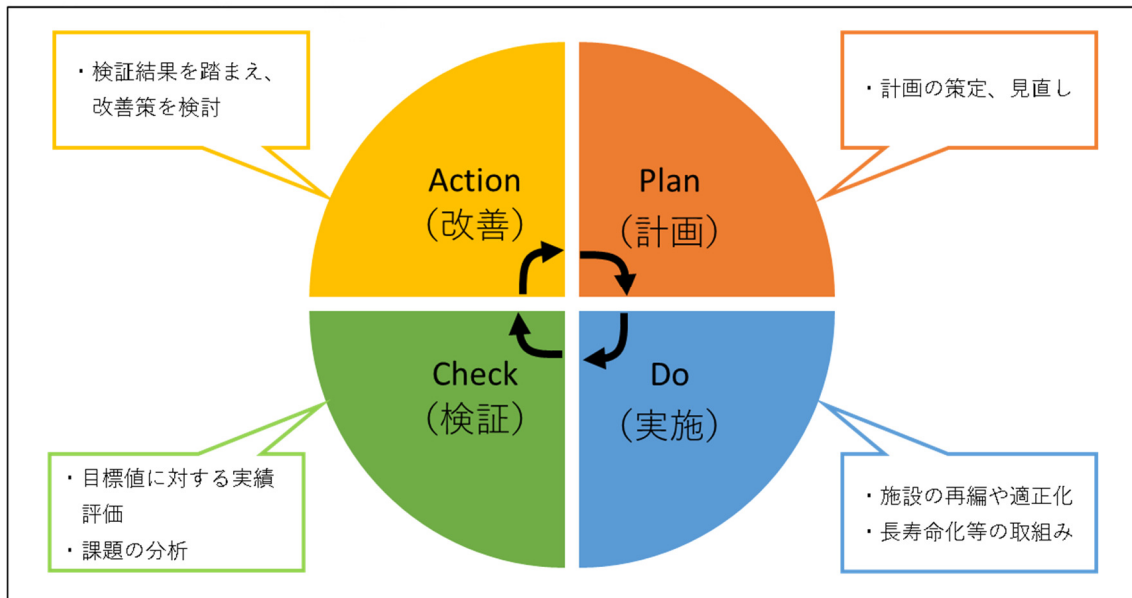 ・検証結果を踏まえ、
改善策を検討
・計画の策定、見直し
Action
（改善）
Plan
（計画）
Check
（検証）
Do
（実施）
・目標値に対する実績
評価
・課題の分析
・施設の再編や適正化
・長寿命化等の取組み